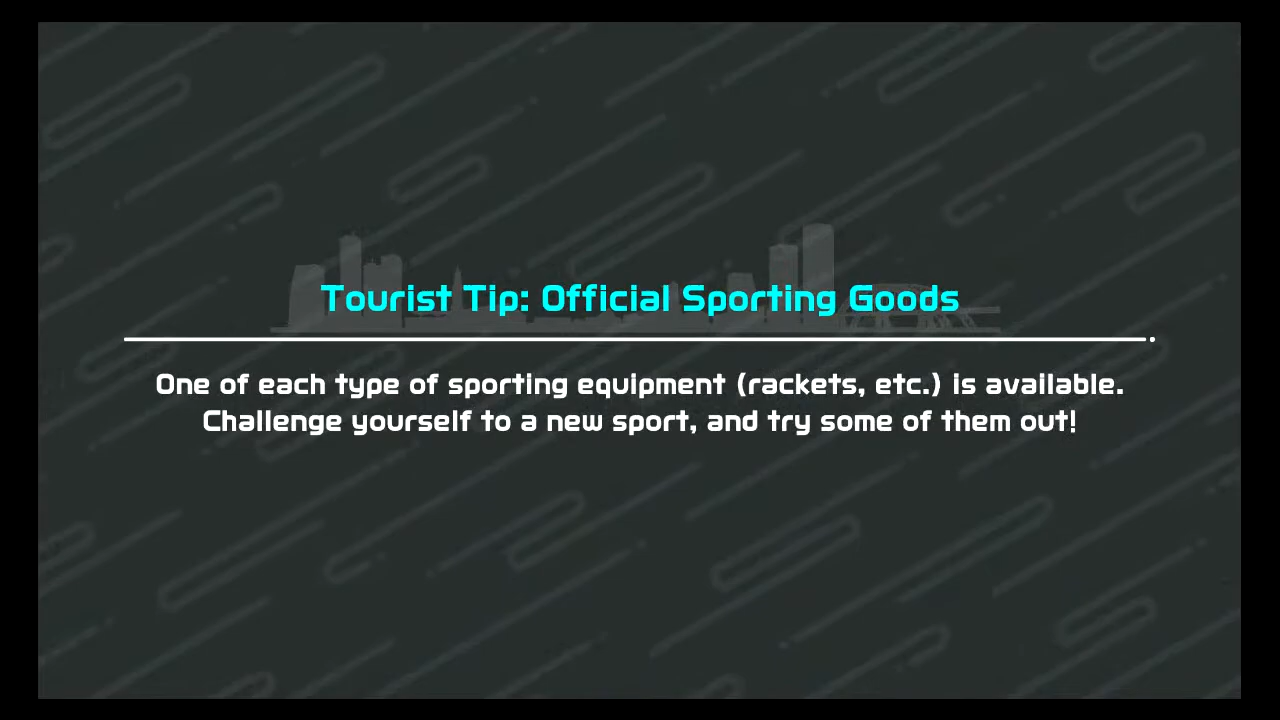 Tourist Tip: Official Sporting Goods
One of each type of sporting equipment (rackets, etc.) is available.
Challenge yourself to a new sport, and try some of them out!